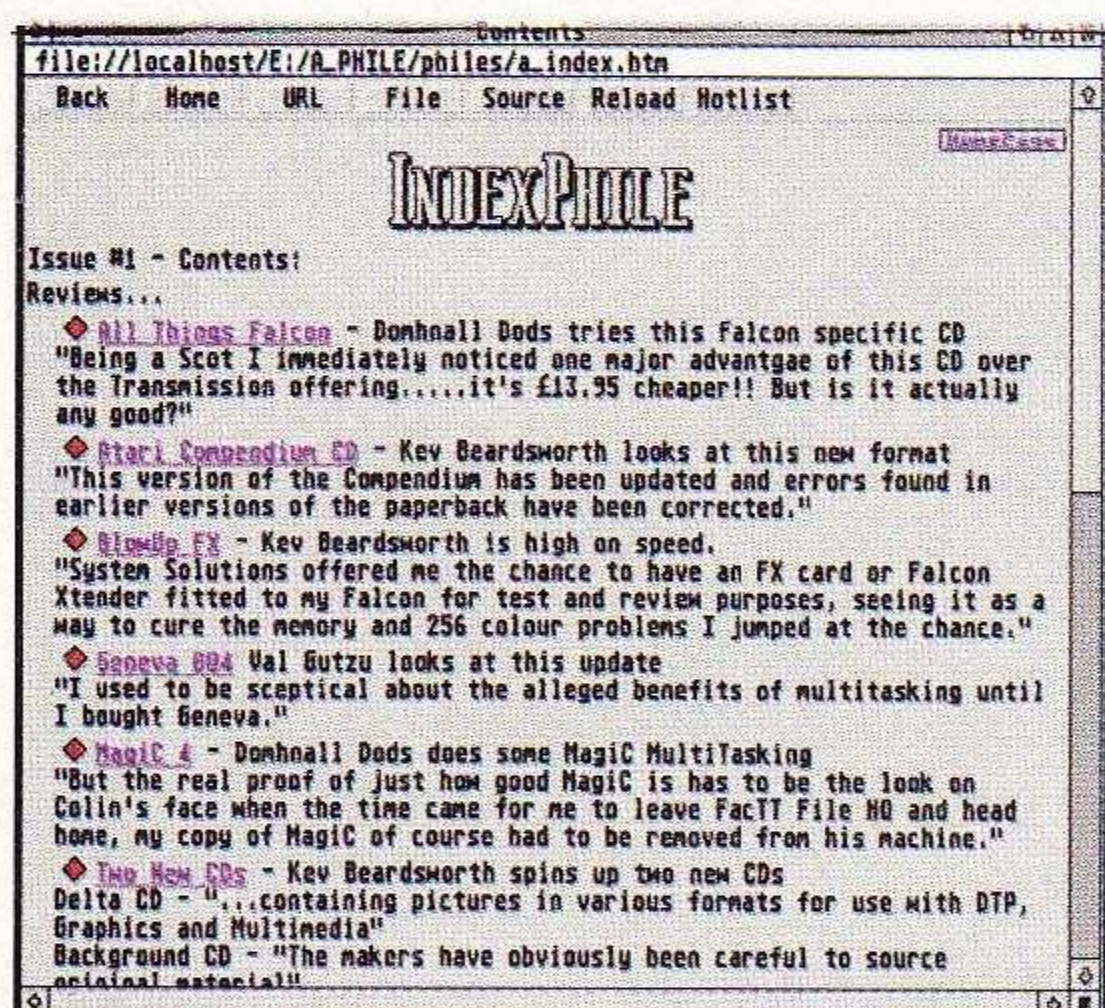 Contents
file://localhost/E:/A_PHILE/philes/a_index.htm
Back Home URL File Source Reload Hotlist
HomePage
INDEXPHILE
Issue #1 - Contents:
Reviews...
All Things Falcon - Domhnall Dods tries this Falcon specific CD
"Being a Scot I immediately noticed one major advantgae of this CD over
the Transmission offering.....it's £13.95 cheaper!! But is it actually
any good?"
Atari Compendium CD - Kev Beardsworth looks at this new format
"This version of the Compendium has been updated and errors found in
earlier versions of the paperback have been corrected."
BlowUp FX - Kev Beardsworth is high on speed.
"System Solutions offered me the chance to have an FX card or Falcon
Xtender fitted to my Falcon for test and review purposes, seeing it as a
way to cure the memory and 256 colour problems I jumped at the chance."
Geneva 004 Val Gutzu looks at this update
"I used to be sceptical about the alleged benefits of multitasking until
I bought Geneva."
MagiC 4 - Domhnall Dods does some MagiC MultiTasking
"But the real proof of just how good MagiC is has to be the look on
Colin's face when the time came for me to leave FacTT File HQ and head
home, my copy of MagiC of course had to be removed from his machine."
Two New CDs - Kev Beardsworth spins up two new CDs
Delta CD - "...containing pictures in various formats for use with DTP,
Graphics and Multimedia"
Background CD - "The makers have obviously been careful to source
original material"